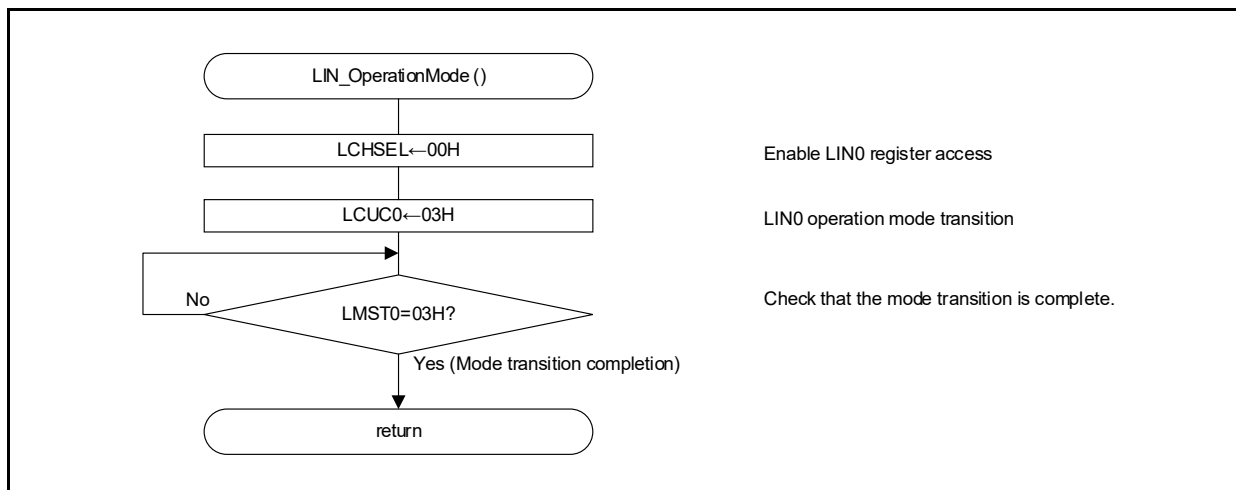 LIN_OperationMode ()
LCHSEL←00H
Enable LIN0 register access
LCUC0←03H
LIN0 operation mode transition
No
LMST0=03H?
Check that the mode transition is complete.
Yes (Mode transition completion)
return